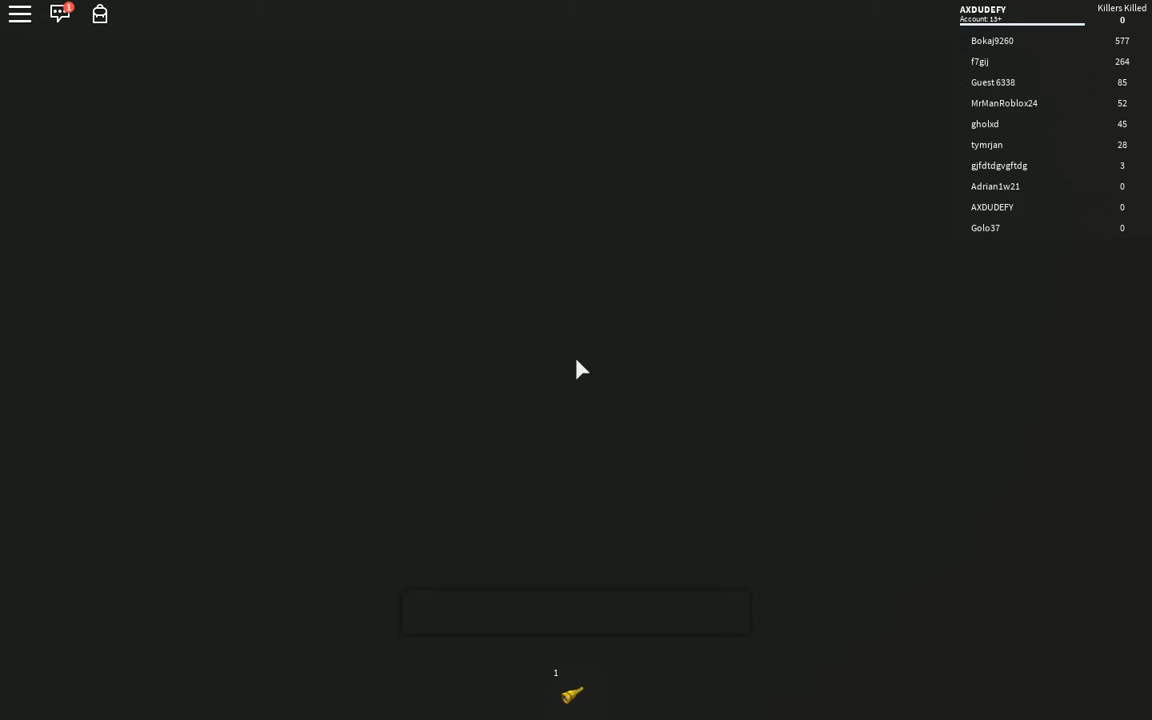 1
AXDUDEFY
Account: 13+
Killers Killed
0
Bokaj9260 577
f7gij 264
Guest 6338 85
MrManRoblox24 52
gholxd 45
tymrjan 28
gjfdtdgvgftdg 3
Adrian1w21 0
AXDUDEFY 0
Golo37 0
1